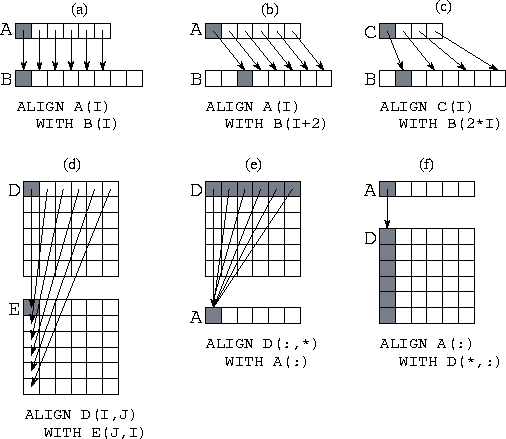 (a) (b) (c)
A A C
B B B
ALIGN A(I) ALIGN A(I) ALIGN C(I)
WITH B(I) WITH B(I+2) WITH B(2*I)
(d) (e) (f)
D D A
D
E
A
ALIGN D(:,*) ALIGN A(:)
WITH A(:) WITH D(*,:)
ALIGN D(I,J)
WITH E(J,I)